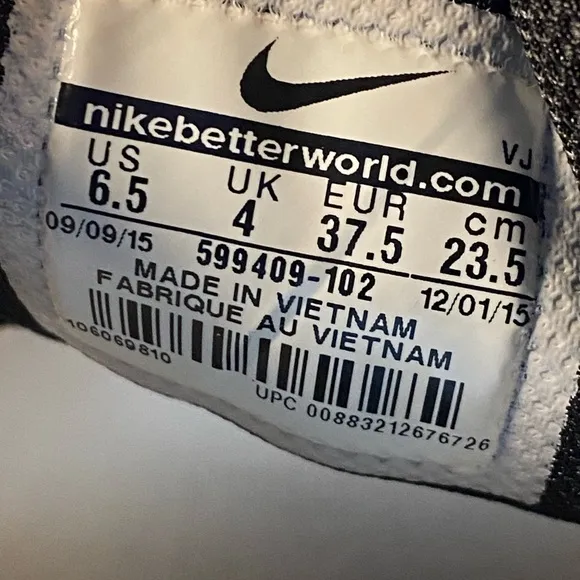 nikebetterworld.com VJ
US UK EUR cm
6.5 4 37.5 23.5
09/09/15 599409-102 12/01/15
MADE IN VIETNAM
FABRIQUE AU VIETNAM
106069810
UPC 00883212676726